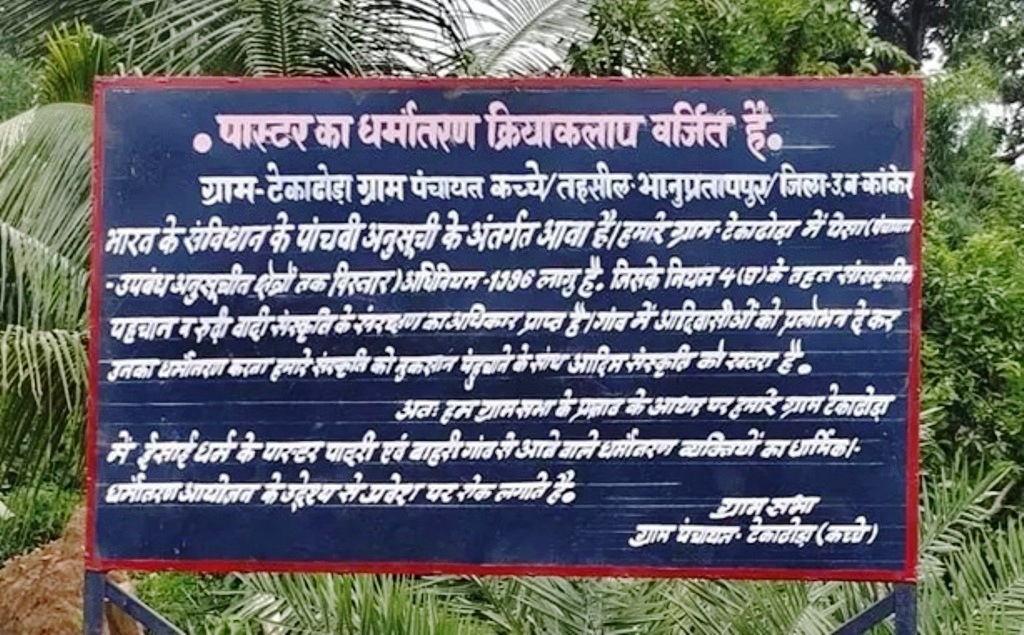 • पास्टर का धर्मांतरण क्रियाकलाप वर्जित है.
ग्राम- टेकाढोड़ा ग्राम पंचायत कच्चे/तहसील-भानुप्रतापपुर/जिला-उ.ब-कांकेर
भारत के संविधान के पांचवी अनुसूची के अंतर्गत आता है। हमारे ग्राम- टेकाढोड़ा में पेसा (पंचायत
-उपबंध अनुसूचीत क्षेत्रों तक विस्तार) अधिनियम -1996 लागु है. जिसके नियम 4(घ) के तहत सांस्कृतिक
पहचान व रुढ़ी वादी संस्कृति के संरक्षण का अधिकार प्राप्त है। गांव में आदिवासीओं को प्रलोभन दे कर
उनका धर्मांतरण करना हमारे संस्कृति को नुकसान पंहुचाने के साथ आदिम संस्कृति को खतरा है.
अतः हम ग्रामसभा के प्रस्ताव के आधार पर हमारे ग्राम टेकाढोड़ा
में ईसाई धर्म के पास्टर पादरी एवं बाहरी गांव से आने वाले धर्मांतरण व्यक्तियों का धार्मिक/-
धर्मांतरण आयोजन के उद्देश्य से प्रवेश पर रोक लगाते है.
ग्राम सभा
ग्राम पंचायत- टेकाढोड़ा (कच्चे)